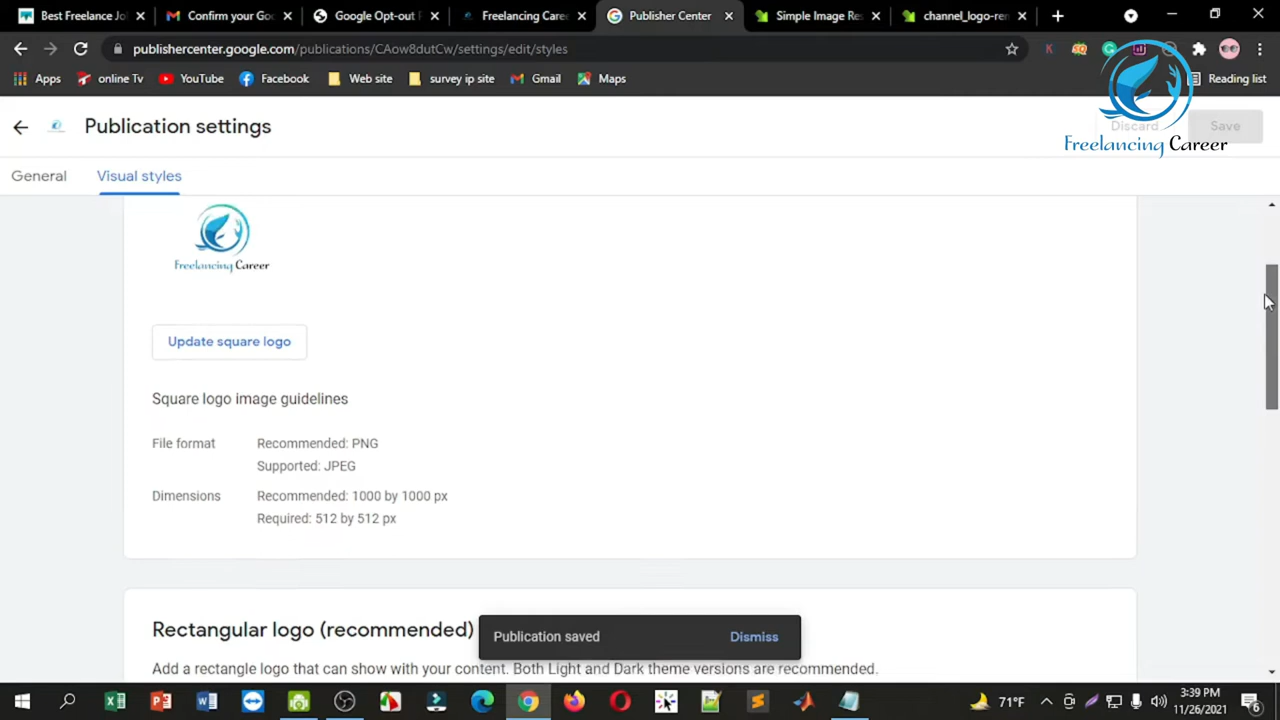 Best Freelance Jo
Confirm your Goo
Google Opt-out F
Freelancing Caree
Publisher Center
Simple Image Res
channel_logo-rem
publishercenter.google.com/publications/CAow8dutCw/settings/edit/styles
Apps
online Tv
YouTube
Facebook
Web site
survey ip site
Gmail
Maps
Reading list
Publication settings
Discard
Save
Freelancing Career
General
Visual styles
Freelancing Career
Update square logo
Square logo image guidelines
File format
Recommended: PNG
Supported: JPEG
Dimensions
Recommended: 1000 by 1000 px
Required: 512 by 512 px
Rectangular logo (recommended)
Publication saved
Dismiss
Add a rectangle logo that can show with your content. Both Light and Dark theme versions are recommended.
71°F
3:39 PM
11/26/2021
6